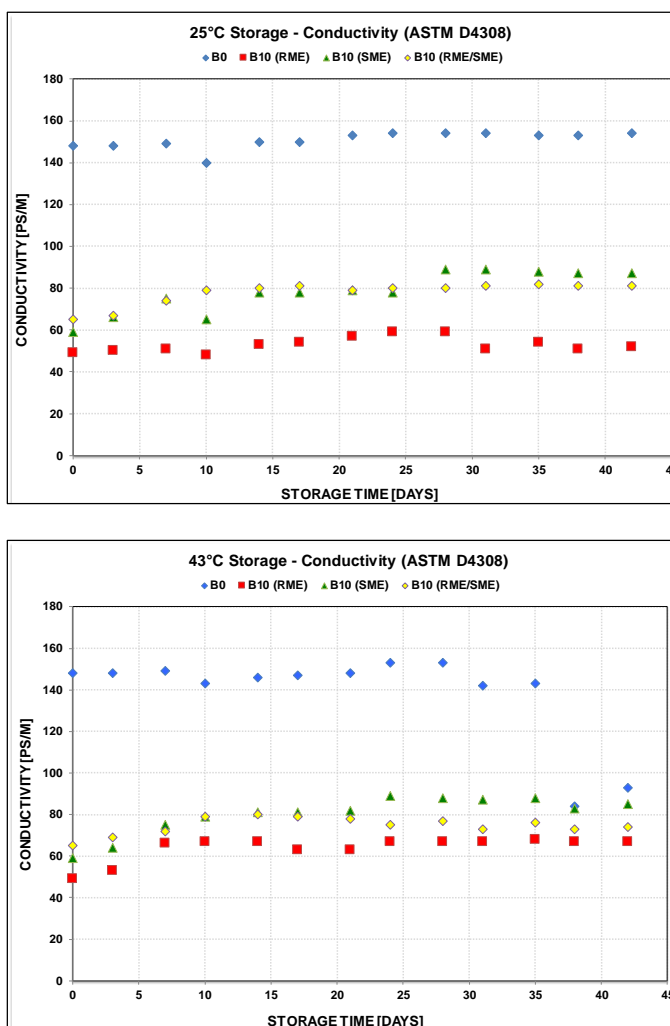 25°C Storage - Conductivity (ASTM D4308)
B0 B10 (RME) B10 (SME) B10 (RME/SME)
180
160
140
120
100
80
60
40
20
0
CONDUCTIVITY [PS/M]
0 5 10 15 20 25 30 35 40 45
STORAGE TIME [DAYS]
43°C Storage - Conductivity (ASTM D4308)
B0 B10 (RME) B10 (SME) B10 (RME/SME)
180
160
140
120
100
80
60
40
20
0
CONDUCTIVITY [PS/M]
0 5 10 15 20 25 30 35 40 45
STORAGE TIME [DAYS]